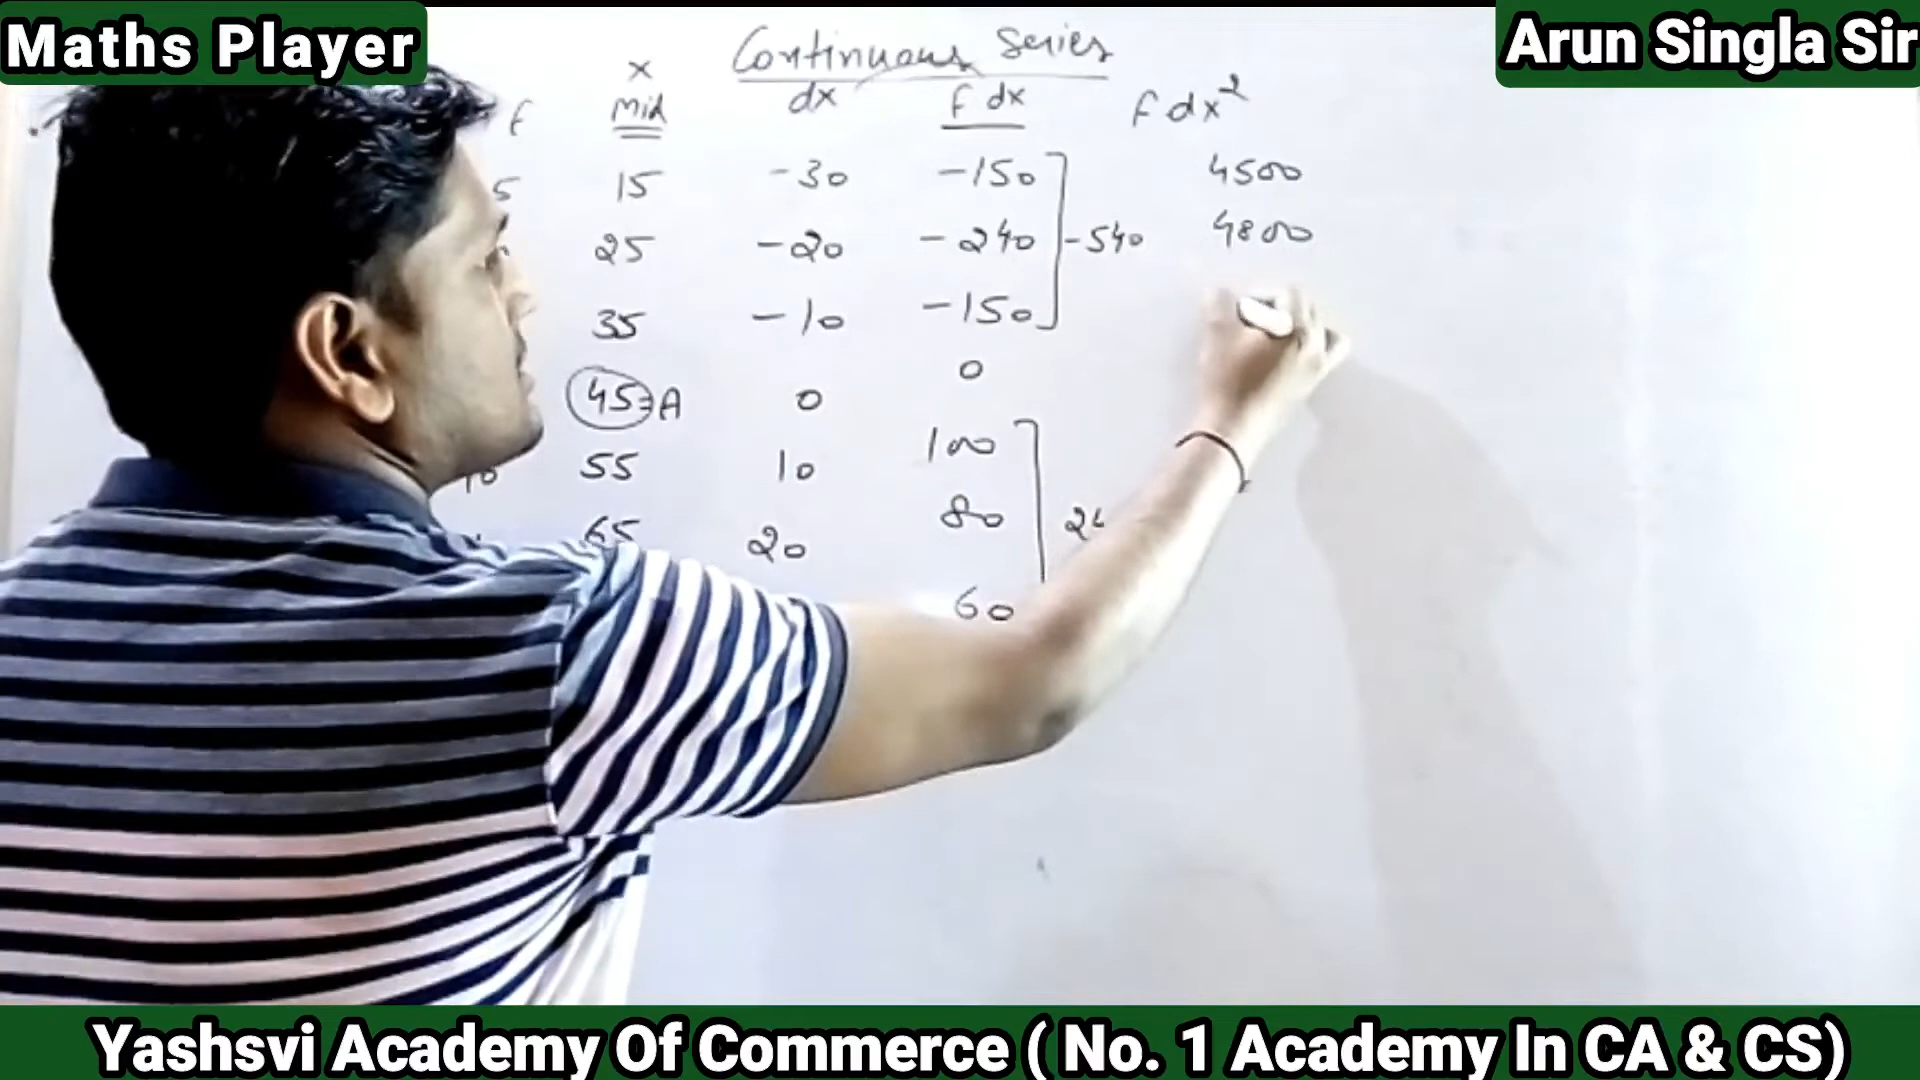 Maths Player
Arun Singla Sir
Continuous Series
x
f Mid dx f dx f dx²
5 15 -30 -150 4500
25 -20 -240 -540 4800
35 -10 -150
45=A 0 0
55 10 100
65 20 80
60
Yashsvi Academy Of Commerce ( No. 1 Academy In CA & CS)